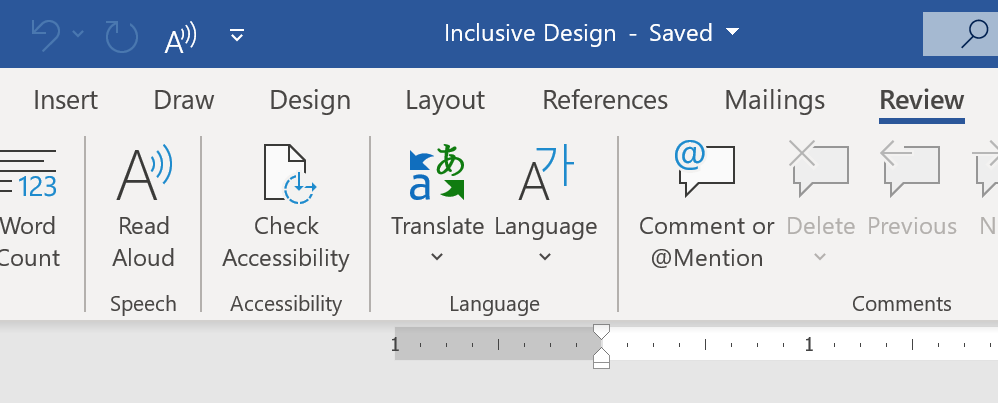 Inclusive Design - Saved
Insert Draw Design Layout References Mailings Review
123
Word Count
Read Aloud
Check Accessibility
Translate
Language
Comment or @Mention
Delete
Previous
Speech Accessibility Language Comments
1 1